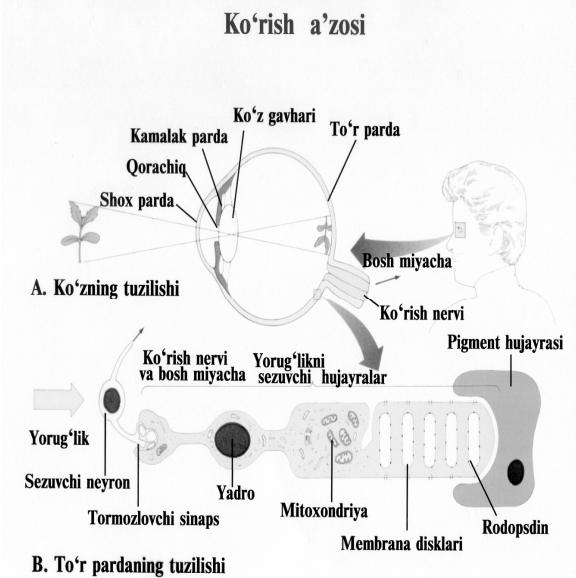 Ko‘rish a’zosi
Ko‘z gavhari
Kamalak parda
To‘r parda
Qorachiq
Shox parda
Bosh miyacha
A. Ko‘zning tuzilishi
Ko‘rish nervi
Pigment hujayrasi
Ko‘rish nervi
va bosh miyacha
Yorug‘likni
sezuvchi hujayralar
Yorug‘lik
Sezuvchi neyron
Yadro
Tormozlovchi sinaps
Mitoxondriya
Rodopsdin
Membrana disklari
B. To‘r pardaning tuzilishi